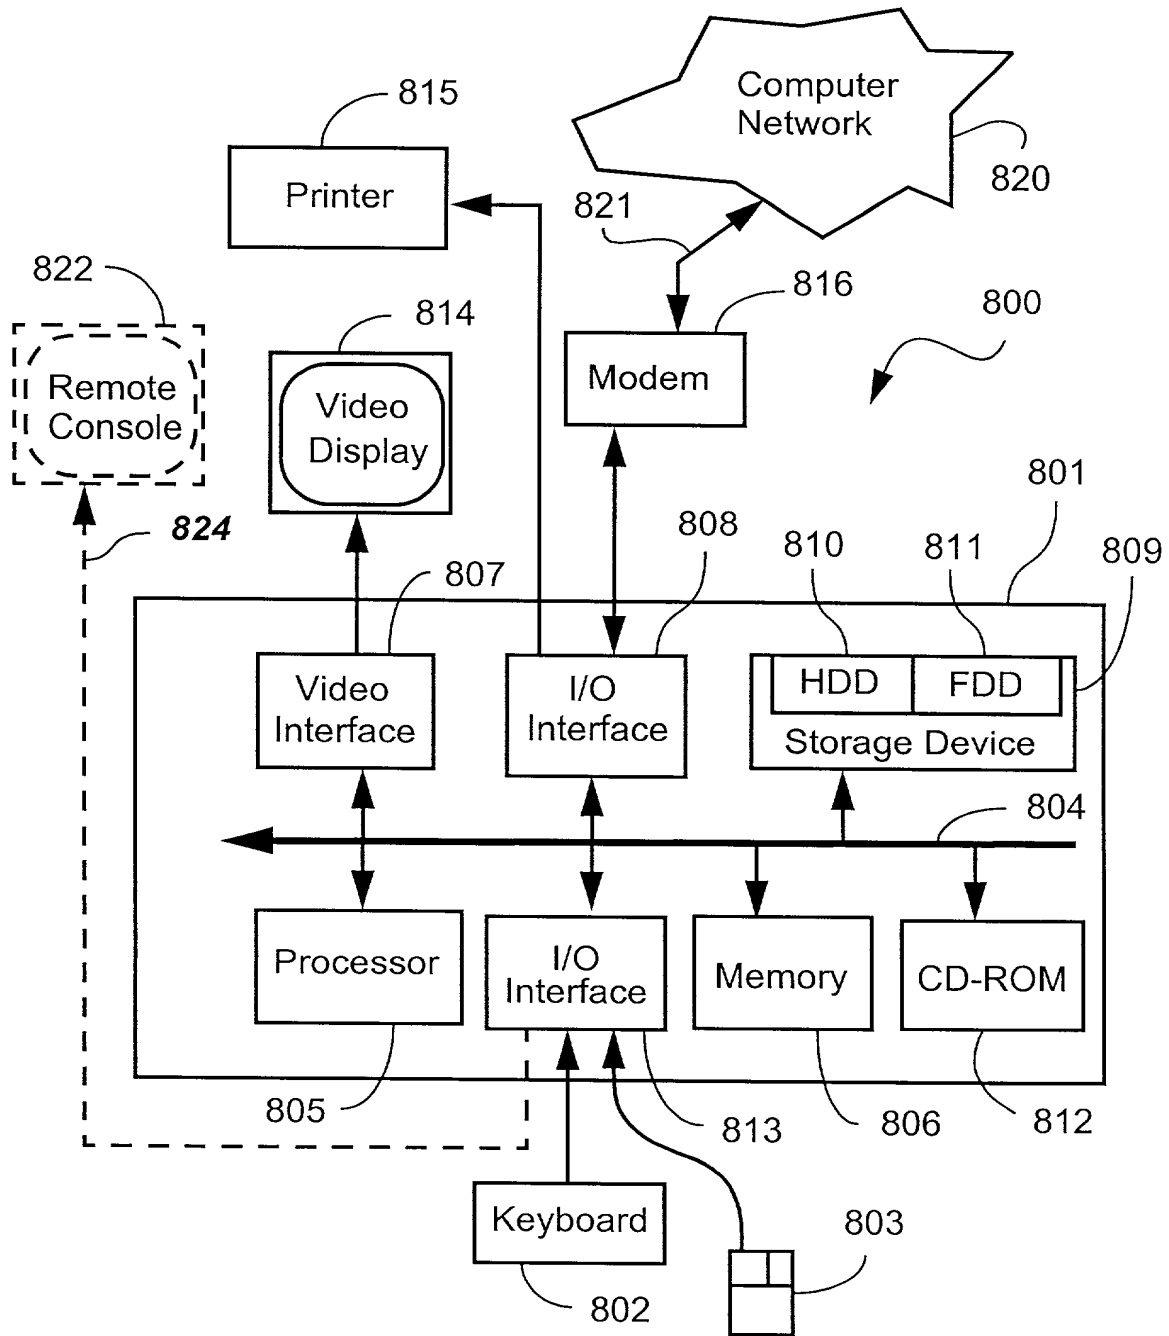 Computer
Network
815
Printer
820
821
822
816
800
814
Remote
Console
Video
Display
Modem
801
824
808
810
811
809
807
Video
Interface
I/O
Interface
HDD
FDD
Storage Device
804
Processor
I/O
Interface
Memory
CD-ROM
805
813
806
812
Keyboard
803
802